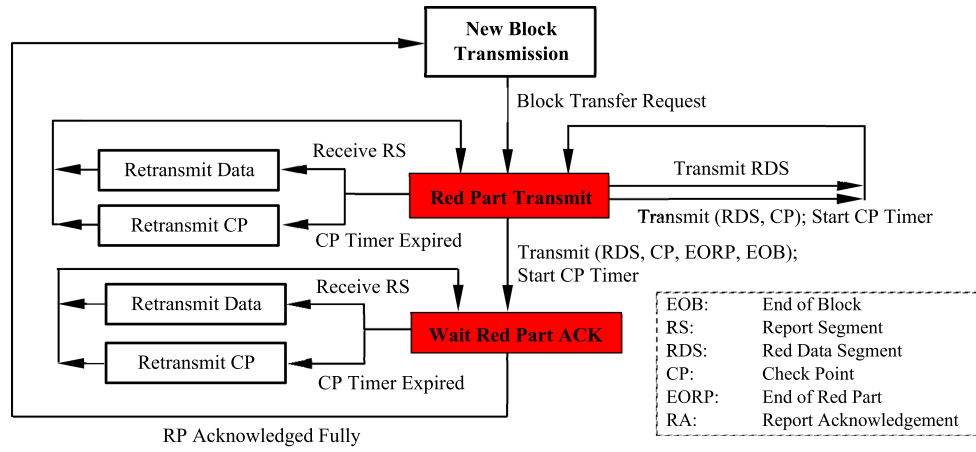 New Block
Transmission
Block Transfer Request
Receive RS
Retransmit Data
Retransmit CP
CP Timer Expired
Red Part Transmit
Transmit RDS
Transmit (RDS, CP); Start CP Timer
Transmit (RDS, CP, EORP, EOB);
Start CP Timer
Receive RS
Retransmit Data
Retransmit CP
CP Timer Expired
Wait Red Part ACK
RP Acknowledged Fully
EOB: End of Block
RS: Report Segment
RDS: Red Data Segment
CP: Check Point
EORP: End of Red Part
RA: Report Acknowledgement